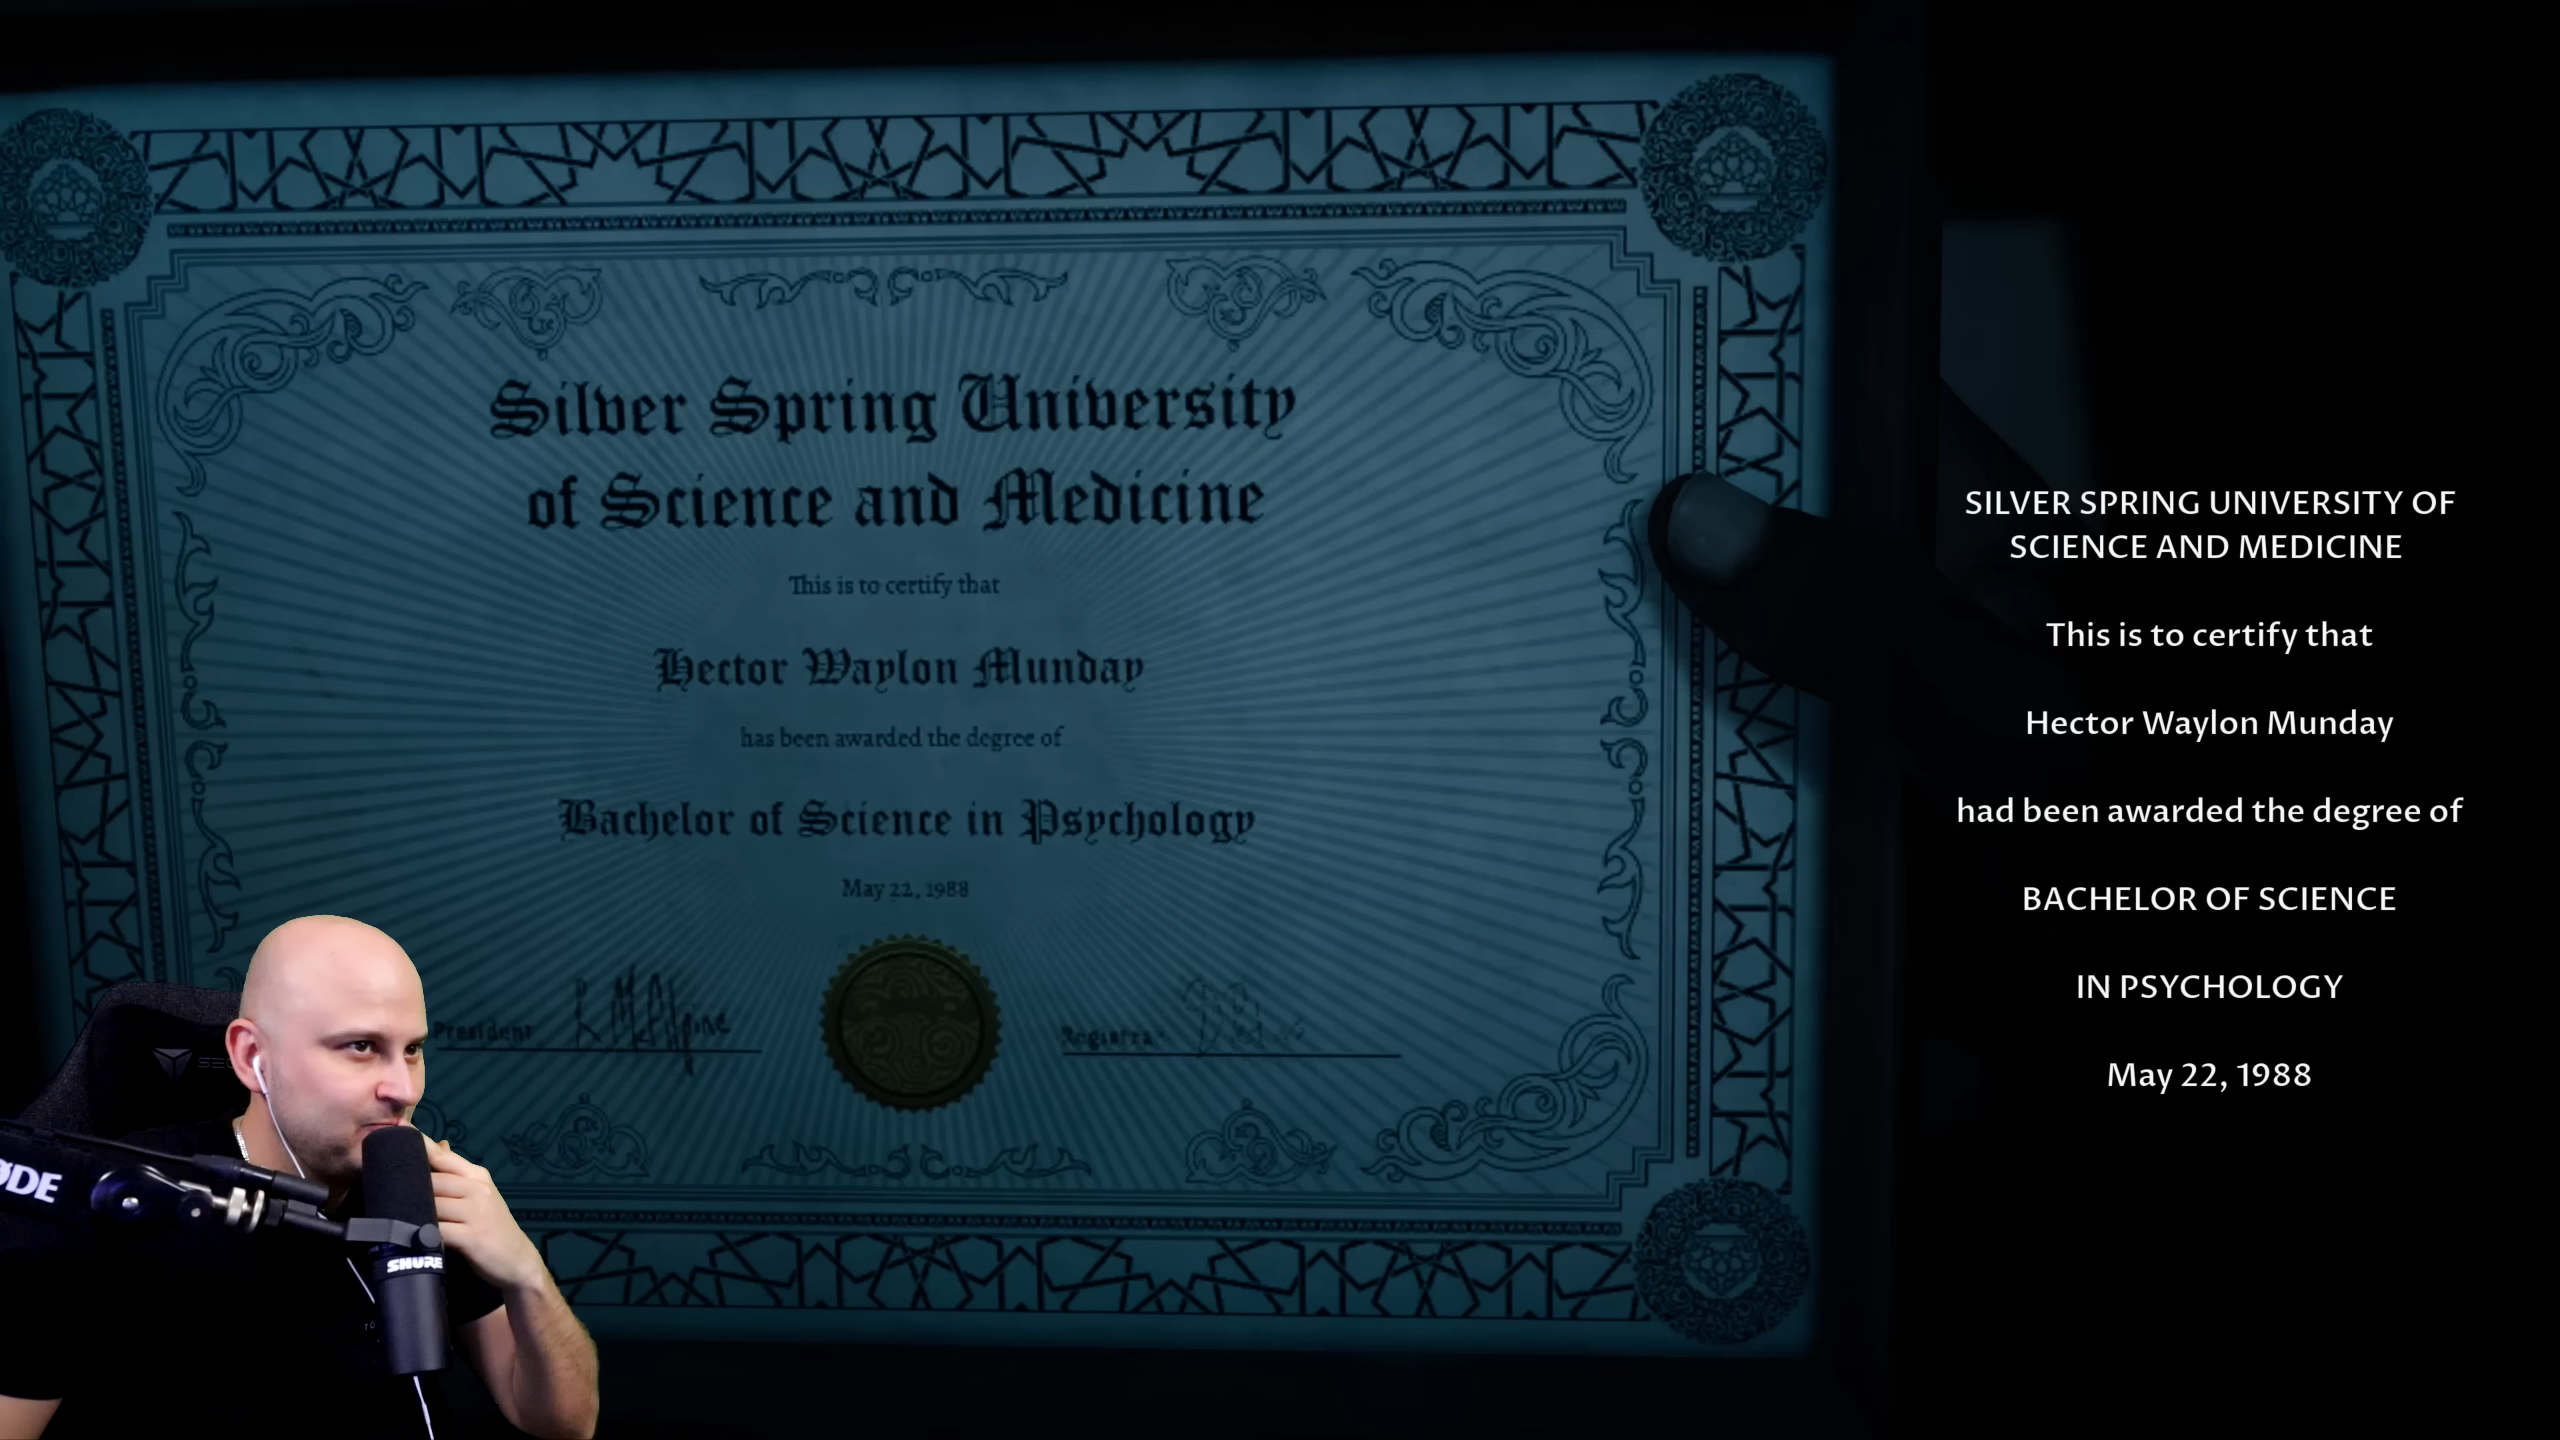 Silver Spring University
of Science and Medicine
This is to certify that
Hector Waylon Munday
has been awarded the degree of
Bachelor of Science in Psychology
May 22, 1988
President R McAlpine
Registrar
SILVER SPRING UNIVERSITY OF
SCIENCE AND MEDICINE
This is to certify that
Hector Waylon Munday
had been awarded the degree of
BACHELOR OF SCIENCE
IN PSYCHOLOGY
May 22, 1988
SHURE